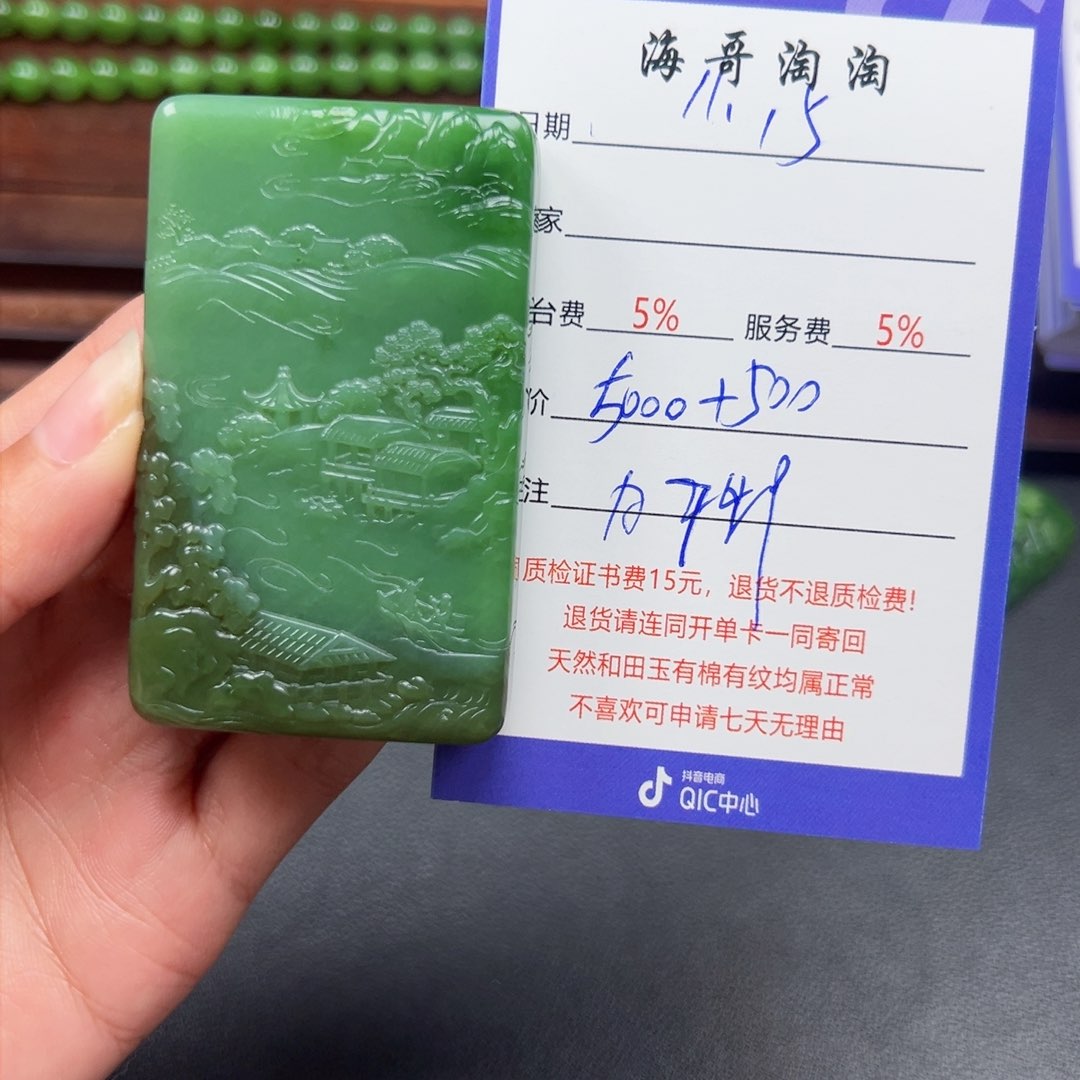 海哥淘淘
日期 11.15
家
台费 5% 服务费 5%
价 5000+500
注
质检证书费15元，退货不退质检费!
退货请连同开单卡一同寄回
天然和田玉有棉有纹均属正常
不喜欢可申请七天无理由
抖音电商
QIC中心